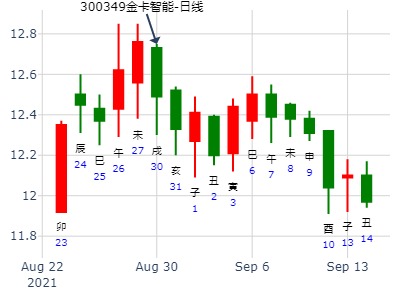 300349金卡智能-日线
12.8
12.6
12.4
12.2
12
11.8
卯 23
辰 24
巳 25
午 26
未 27
戌 30
亥 31
子 1
丑 2
寅 3
巳 6
午 7
未 8
申 9
酉 10
子 13
丑 14
Aug 22
2021
Aug 30
Sep 6
Sep 13